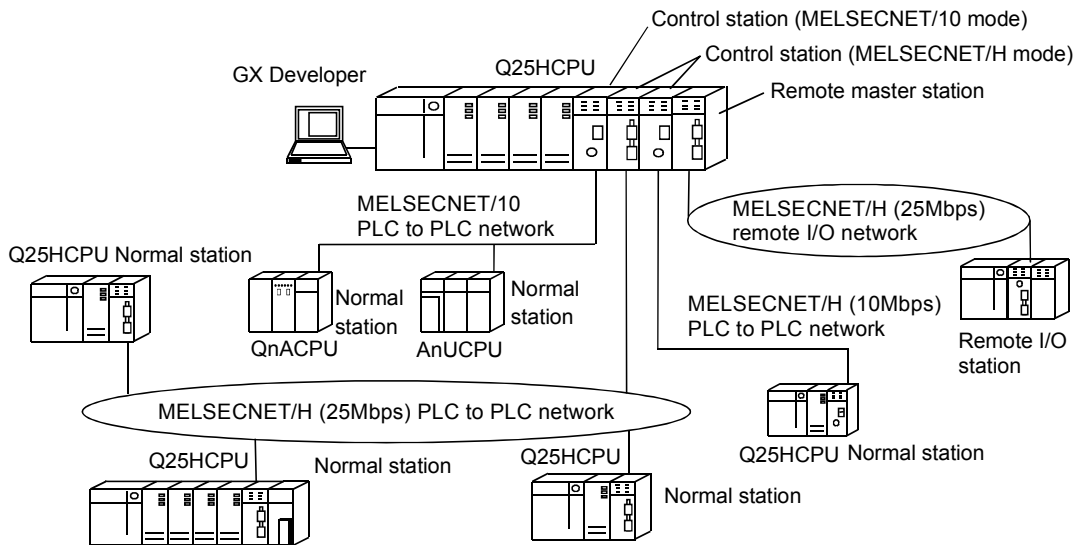 Control station (MELSECNET/10 mode)
Control station (MELSECNET/H mode)
GX Developer
Q25HCPU
Remote master station
MELSECNET/10
PLC to PLC network
MELSECNET/H (25Mbps)
remote I/O network
Q25HCPU Normal station
Normal
station
QnACPU
Normal
station
AnUCPU
MELSECNET/H (10Mbps)
PLC to PLC network
Remote I/O
station
MELSECNET/H (25Mbps) PLC to PLC network
Q25HCPU Normal station
Q25HCPU
Normal station
Q25HCPU
Normal station